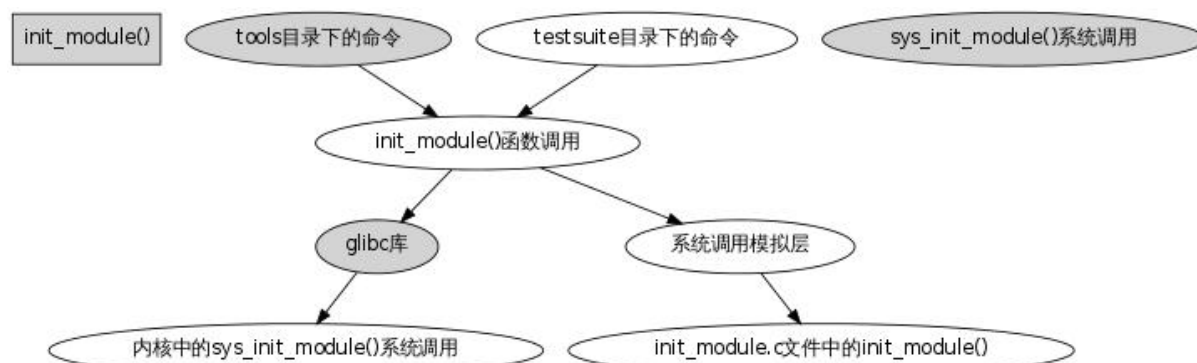 init_module()
tools目录下的命令
testsuite目录下的命令
sys_init_module()系统调用
init_module()函数调用
glibc库
系统调用模拟层
内核中的sys_init_module()系统调用
init_module.c文件中的init_module()